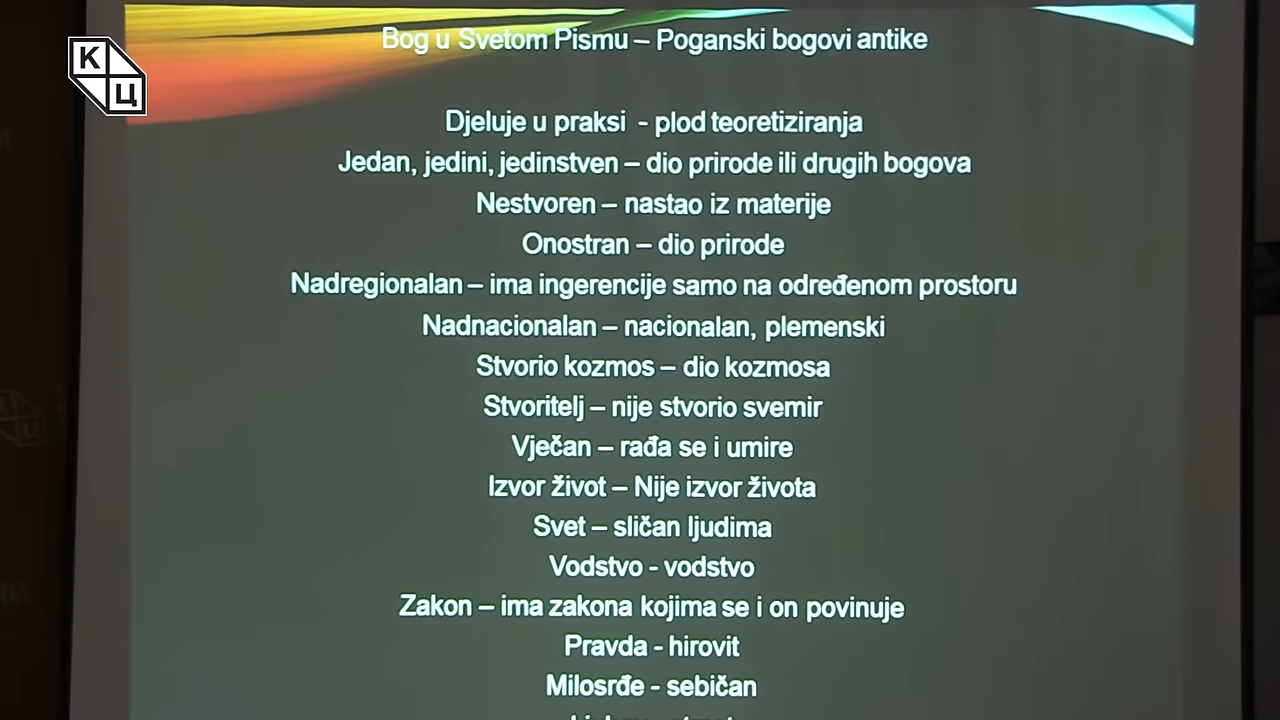 К
Ц
Bog u Svetom Pismu – Poganski bogovi antike
Djeluje u praksi - plod teoretiziranja
Jedan, jedini, jedinstven – dio prirode ili drugih bogova
Nestvoren – nastao iz materije
Onostran – dio prirode
Nadregionalan – ima ingerencije samo na određenom prostoru
Nadnacionalan – nacionalan, plemenski
Stvorio kozmos – dio kozmosa
Stvoritelj – nije stvorio svemir
Vječan – rađa se i umire
Izvor život – Nije izvor života
Svet – sličan ljudima
Vodstvo - vodstvo
Zakon – ima zakona kojima se i on povinuje
Pravda - hirovit
Milosrđe - sebičan